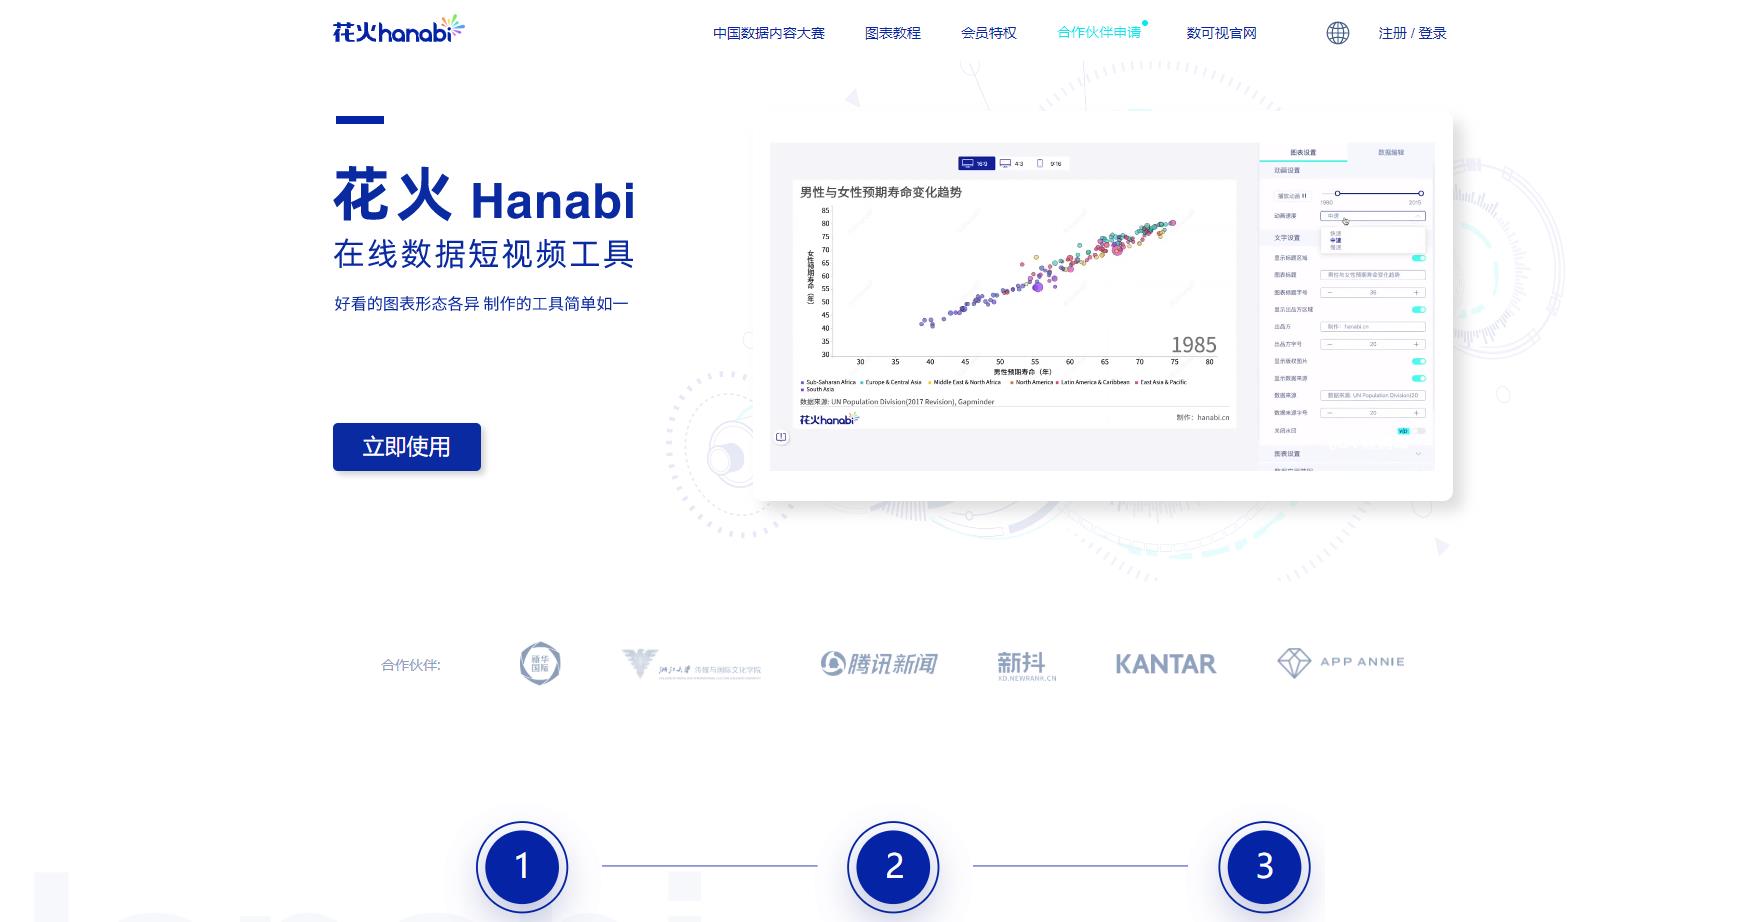 花火hanabi
中国数据内容大赛 图表教程 会员特权 合作伙伴申请 数可视官网 注册 / 登录
花火 Hanabi
在线数据短视频工具
好看的图表形态各异 制作的工具简单如一
立即使用
16:9 4:3 9:16
男性与女性预期寿命变化趋势
85
80
75
70
65
60
55
50
45
40
35
30
女性预期寿命（年）
1985
30 35 40 45 50 55 60 65 70 75 80
男性预期寿命（年）
Sub-Saharan Africa Europe & Central Asia Middle East & North Africa North America Latin America & Caribbean East Asia & Pacific
South Asia
数据来源: UN Population Division(2017 Revision), Gapminder
花火hanabi 制作：hanabi.cn
图表设置 数据编辑
动画设置
播放动画
1980 2015
动画速度 中速
快速
文字设置 中速
慢速
显示标题区域
图表标题 男性与女性预期寿命变化趋势
图表标题字号 − 36 +
显示出品方区域
出品方 制作：hanabi.cn
出品方字号 − 20 +
显示版权图片
显示数据来源
数据来源 数据来源: UN Population Division(20
数据来源字号 − 20 +
关闭水印 VIP
图表设置
合作伙伴:
新华国际
浙江大学 传媒与国际文化学院
腾讯新闻
新抖
XD.NEWRANK.CN
KANTAR
APP ANNIE
1 2 3